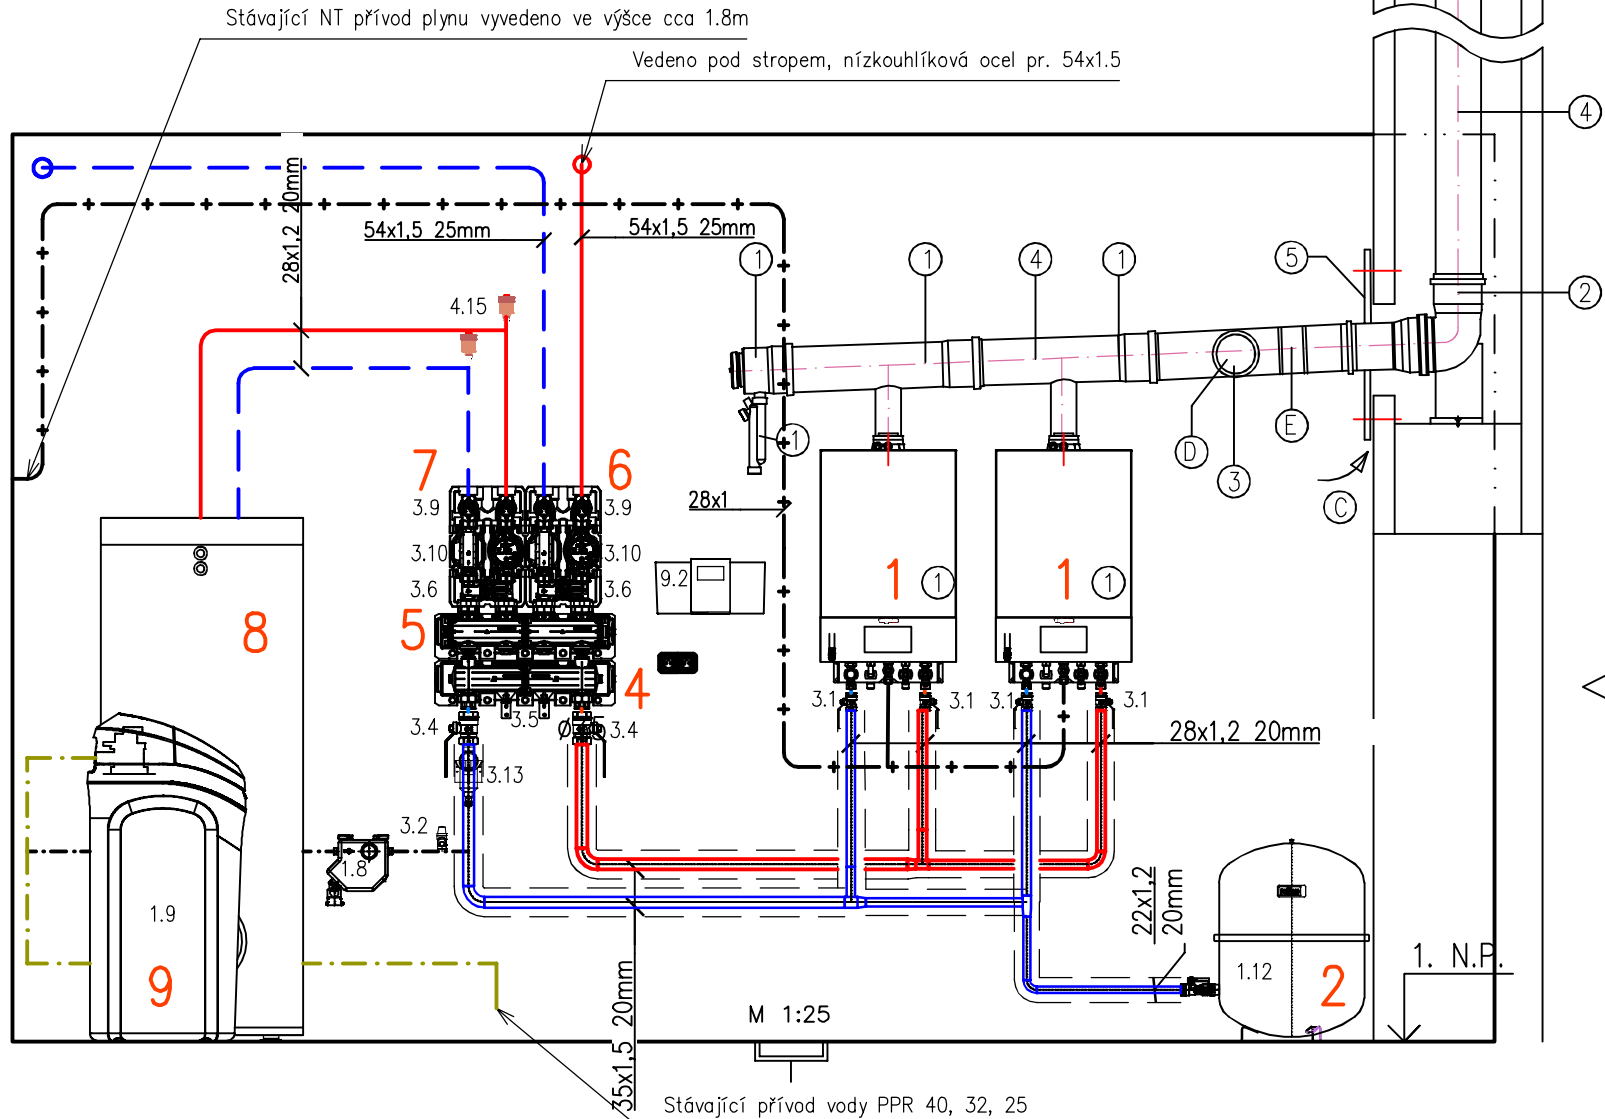 Stávající NT přívod plynu vyvedeno ve výšce cca 1.8m
Vedeno pod stropem, nízkouhlíková ocel pr. 54x1.5
4
28x1,2 20mm
54x1,5 25mm
54x1,5 25mm
1
1
4
1
5
2
4.15
1
D
3
E
C
7
6
3.9
3.9
28x1
3.10
3.10
3.6
3.6
9.2
1
1
1
1
8
5
4
3.1
3.1
3.1
3.1
3.4
3.5
Ø
3.4
28x1,2 20mm
3.13
3.2
1.8
1.9
22x1,2
20mm
9
35x1,5 20mm
1.12
2
1. N.P.
M 1:25
Stávající přívod vody PPR 40, 32, 25